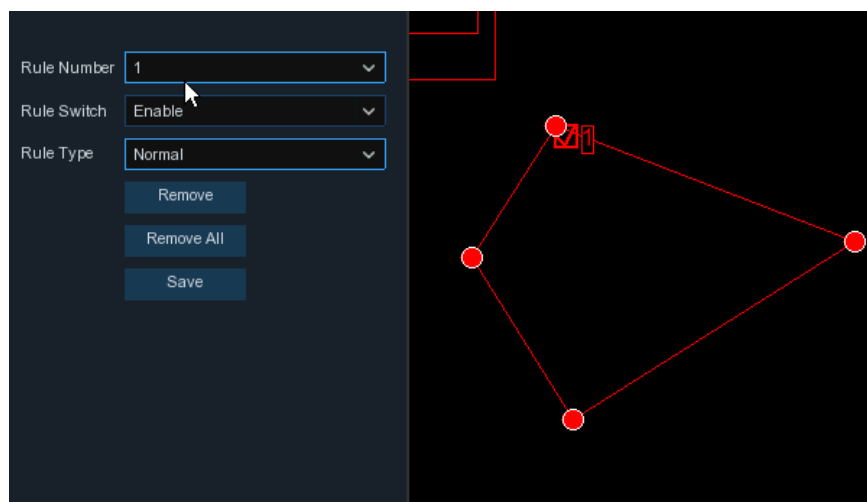 Rule Number 1
Rule Switch Enable
Rule Type Normal
Remove
Remove All
Save
1